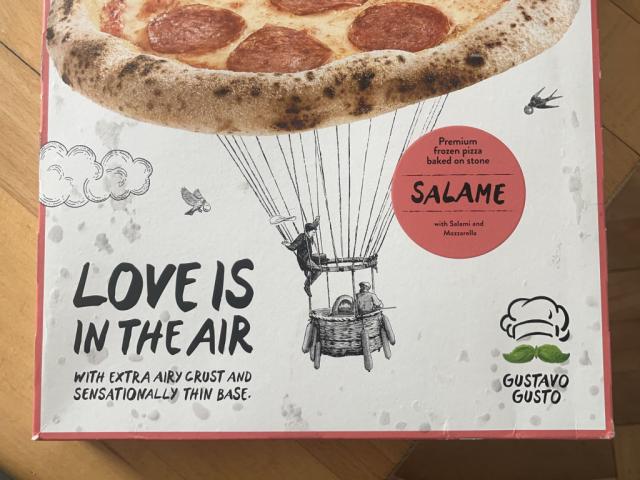 Premium
frozen pizza
baked on stone
SALAME
with Salami and
Mozzarella
LOVE IS
IN THE AIR
WITH EXTRA AIRY CRUST AND
SENSATIONALLY THIN BASE.
GUSTAVO
GUSTO